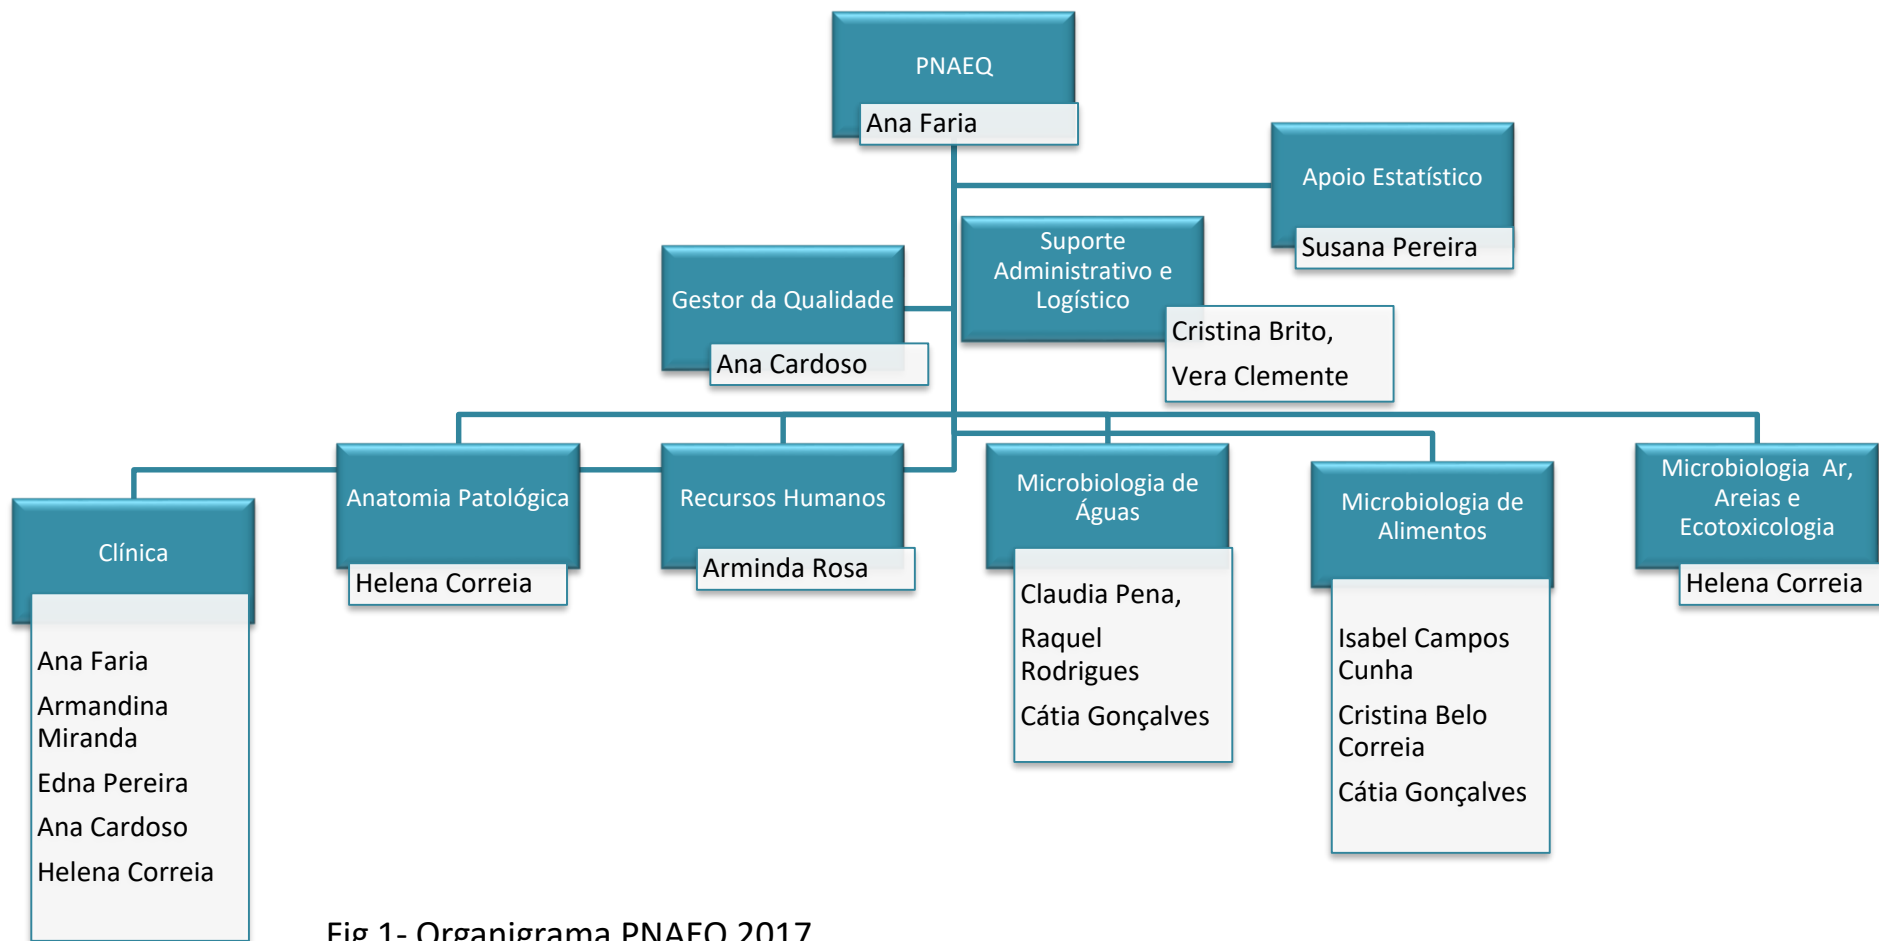 PNAEQ
Ana Faria
Apoio Estatístico
Susana Pereira
Suporte
Administrativo e
Logístico
Cristina Brito,
Vera Clemente
Gestor da Qualidade
Ana Cardoso
Clínica
Ana Faria
Armandina
Miranda
Edna Pereira
Ana Cardoso
Helena Correia
Anatomia Patológica
Helena Correia
Recursos Humanos
Arminda Rosa
Microbiologia de
Águas
Claudia Pena,
Raquel
Rodrigues
Cátia Gonçalves
Microbiologia de
Alimentos
Isabel Campos
Cunha
Cristina Belo
Correia
Cátia Gonçalves
Microbiologia Ar,
Areias e
Ecotoxicologia
Helena Correia
Fig 1- Organigrama PNAEQ 2017